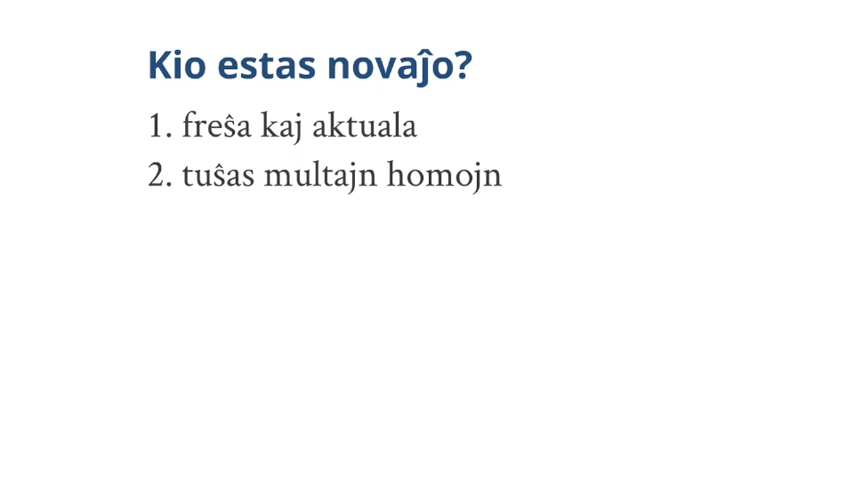 Kio estas novaĵo?
1. freŝa kaj aktuala
2. tuŝas multajn homojn